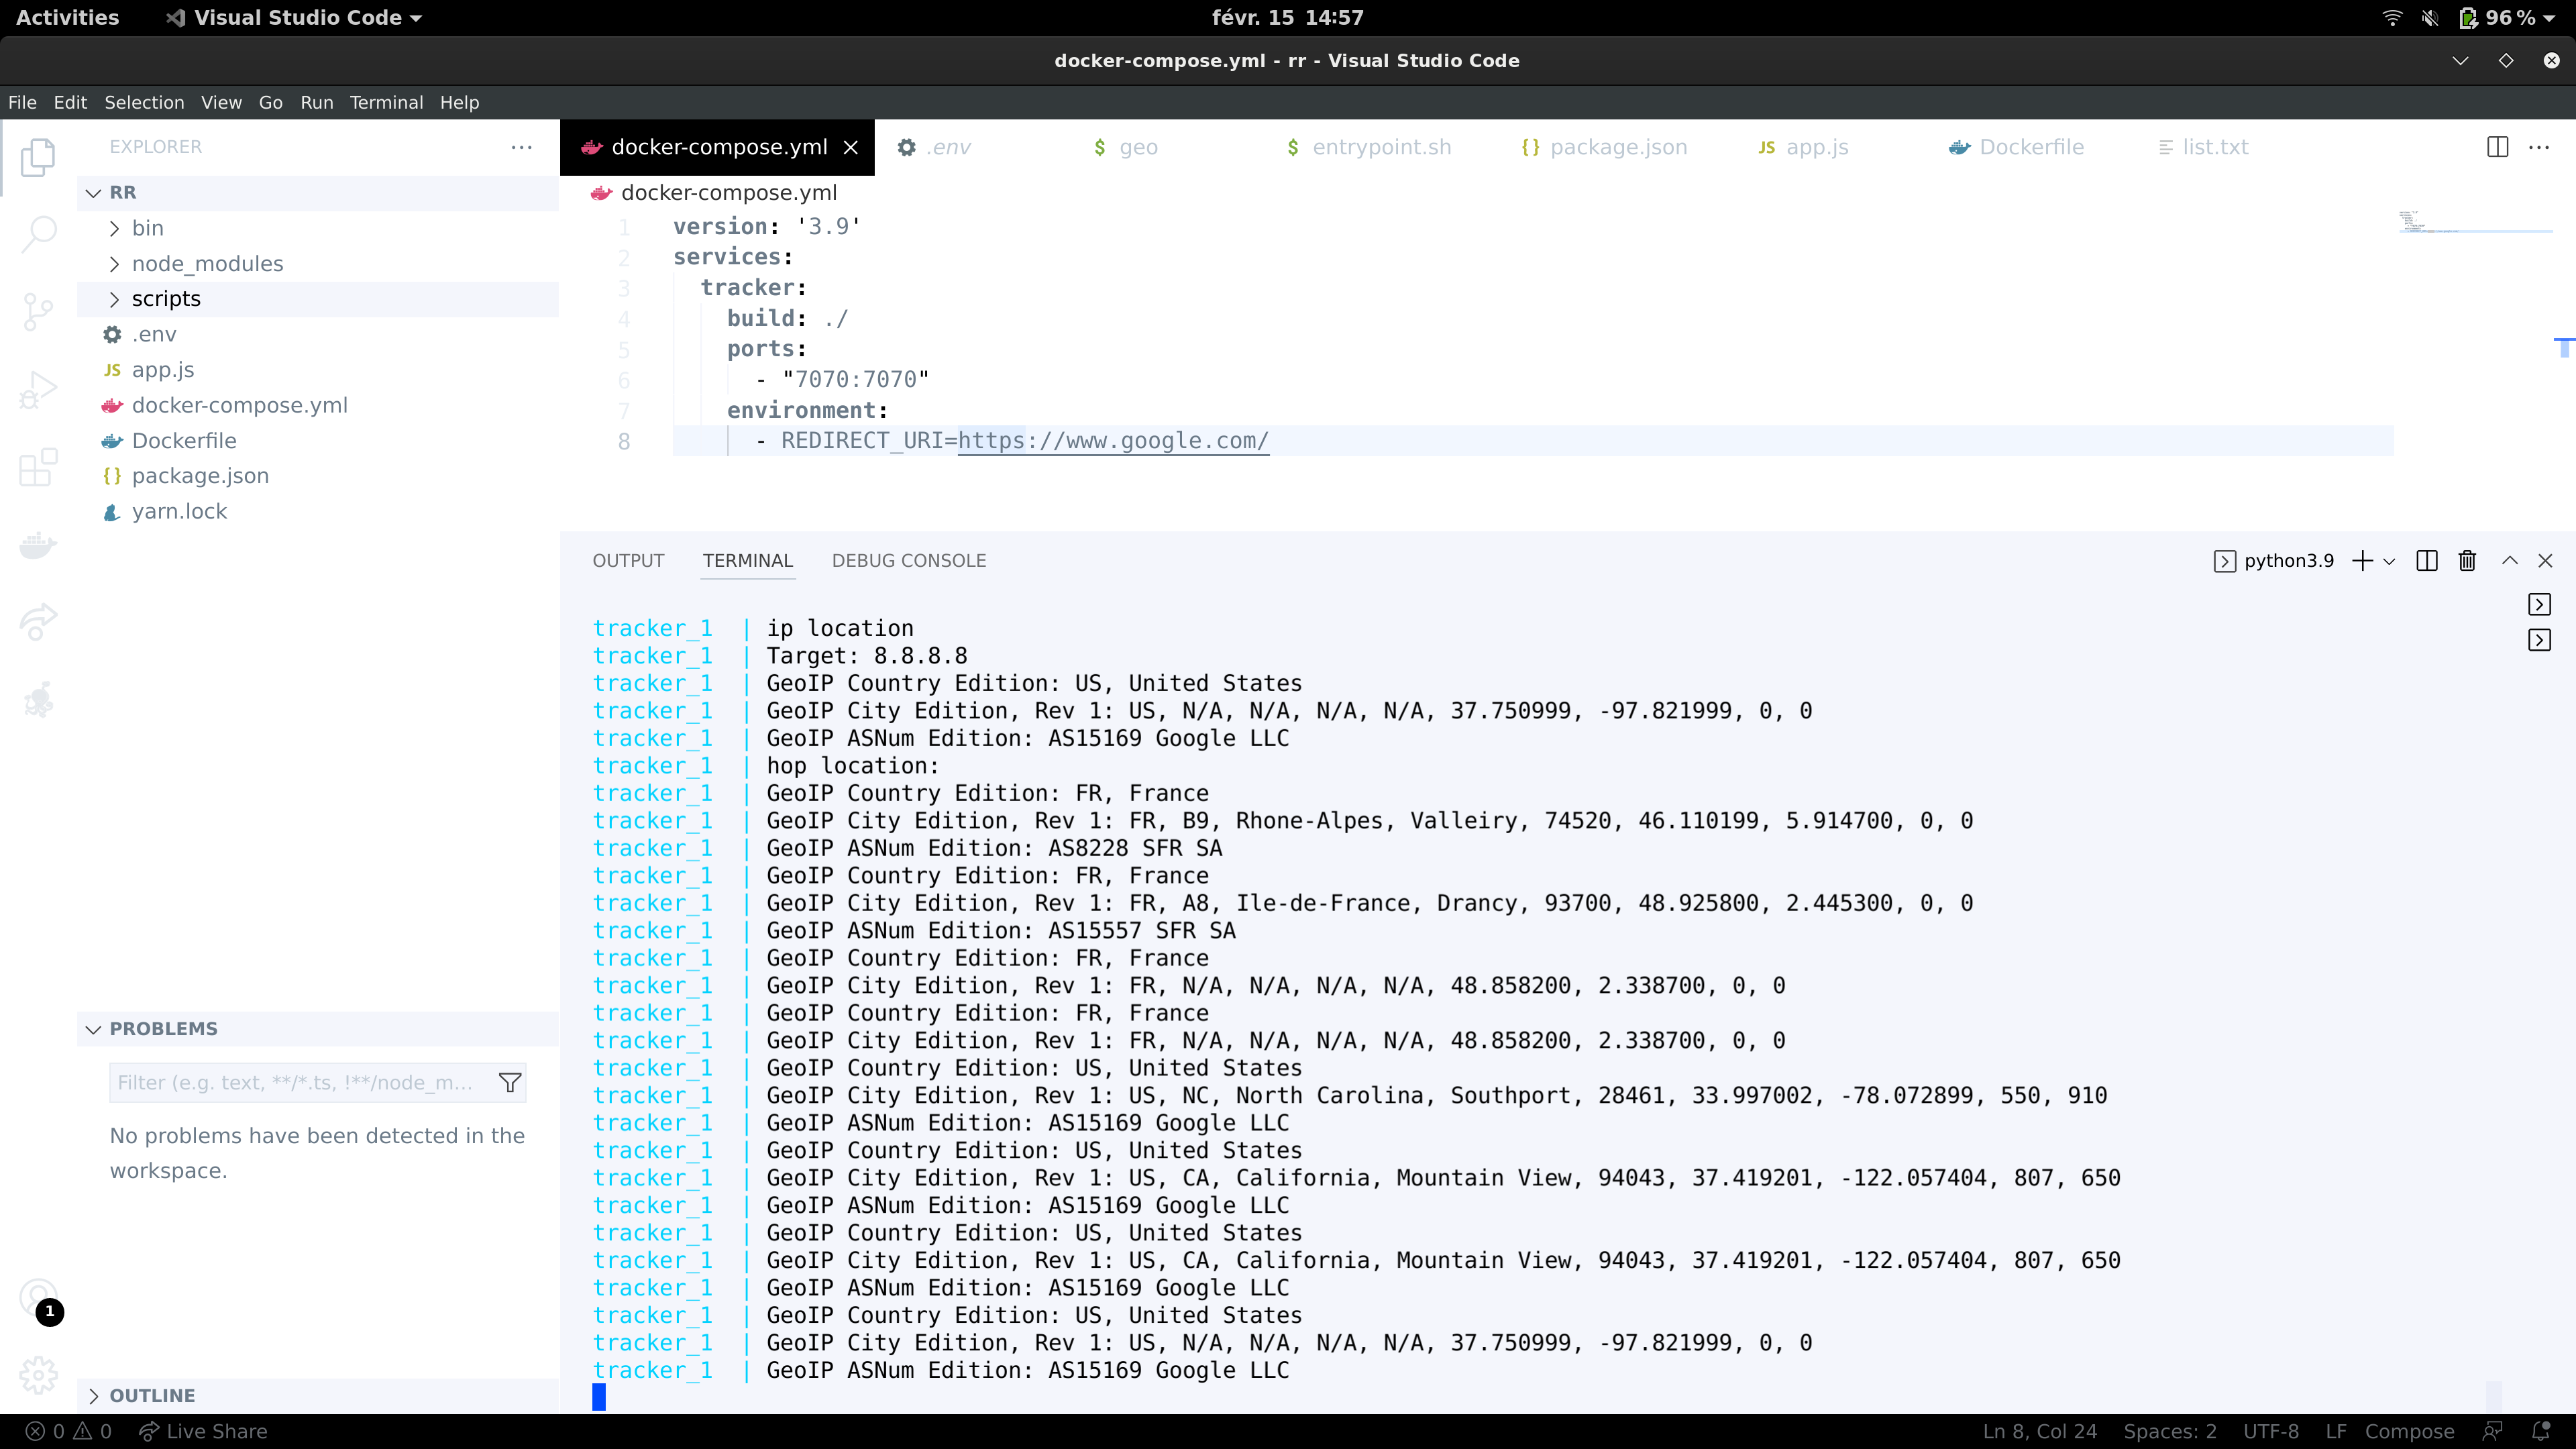 Activities Visual Studio Code févr. 15 14:57 96 %
docker-compose.yml - rr - Visual Studio Code
File Edit Selection View Go Run Terminal Help
EXPLORER
RR
bin
node_modules
scripts
.env
JS app.js
docker-compose.yml
Dockerfile
{} package.json
yarn.lock
PROBLEMS
Filter (e.g. text, **/*.ts, !**/node_m...
No problems have been detected in the
workspace.
1
OUTLINE
docker-compose.yml .env $ geo $ entrypoint.sh {} package.json JS app.js Dockerfile list.txt
docker-compose.yml
1 version: '3.9'
2 services:
3 tracker:
4 build: ./
5 ports:
6 - "7070:7070"
7 environment:
8 - REDIRECT_URI=https://www.google.com/
OUTPUT TERMINAL DEBUG CONSOLE python3.9
tracker_1 | ip location
tracker_1 | Target: 8.8.8.8
tracker_1 | GeoIP Country Edition: US, United States
tracker_1 | GeoIP City Edition, Rev 1: US, N/A, N/A, N/A, N/A, 37.750999, -97.821999, 0, 0
tracker_1 | GeoIP ASNum Edition: AS15169 Google LLC
tracker_1 | hop location:
tracker_1 | GeoIP Country Edition: FR, France
tracker_1 | GeoIP City Edition, Rev 1: FR, B9, Rhone-Alpes, Valleiry, 74520, 46.110199, 5.914700, 0, 0
tracker_1 | GeoIP ASNum Edition: AS8228 SFR SA
tracker_1 | GeoIP Country Edition: FR, France
tracker_1 | GeoIP City Edition, Rev 1: FR, A8, Ile-de-France, Drancy, 93700, 48.925800, 2.445300, 0, 0
tracker_1 | GeoIP ASNum Edition: AS15557 SFR SA
tracker_1 | GeoIP Country Edition: FR, France
tracker_1 | GeoIP City Edition, Rev 1: FR, N/A, N/A, N/A, N/A, 48.858200, 2.338700, 0, 0
tracker_1 | GeoIP Country Edition: FR, France
tracker_1 | GeoIP City Edition, Rev 1: FR, N/A, N/A, N/A, N/A, 48.858200, 2.338700, 0, 0
tracker_1 | GeoIP Country Edition: US, United States
tracker_1 | GeoIP City Edition, Rev 1: US, NC, North Carolina, Southport, 28461, 33.997002, -78.072899, 550, 910
tracker_1 | GeoIP ASNum Edition: AS15169 Google LLC
tracker_1 | GeoIP Country Edition: US, United States
tracker_1 | GeoIP City Edition, Rev 1: US, CA, California, Mountain View, 94043, 37.419201, -122.057404, 807, 650
tracker_1 | GeoIP ASNum Edition: AS15169 Google LLC
tracker_1 | GeoIP Country Edition: US, United States
tracker_1 | GeoIP City Edition, Rev 1: US, CA, California, Mountain View, 94043, 37.419201, -122.057404, 807, 650
tracker_1 | GeoIP ASNum Edition: AS15169 Google LLC
tracker_1 | GeoIP Country Edition: US, United States
tracker_1 | GeoIP City Edition, Rev 1: US, N/A, N/A, N/A, N/A, 37.750999, -97.821999, 0, 0
tracker_1 | GeoIP ASNum Edition: AS15169 Google LLC
0 0 Live Share Ln 8, Col 24 Spaces: 2 UTF-8 LF Compose